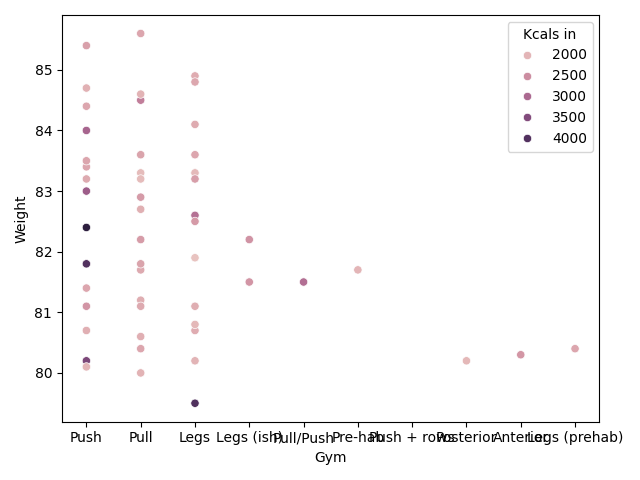 Kcals in
2000
2500
3000
3500
4000
85
84
83
82
81
80
Weight
Push Pull Legs Legs (ish) Pull/Push Pre-hab Push + rows Posterior Anterior Legs (prehab)
Gym